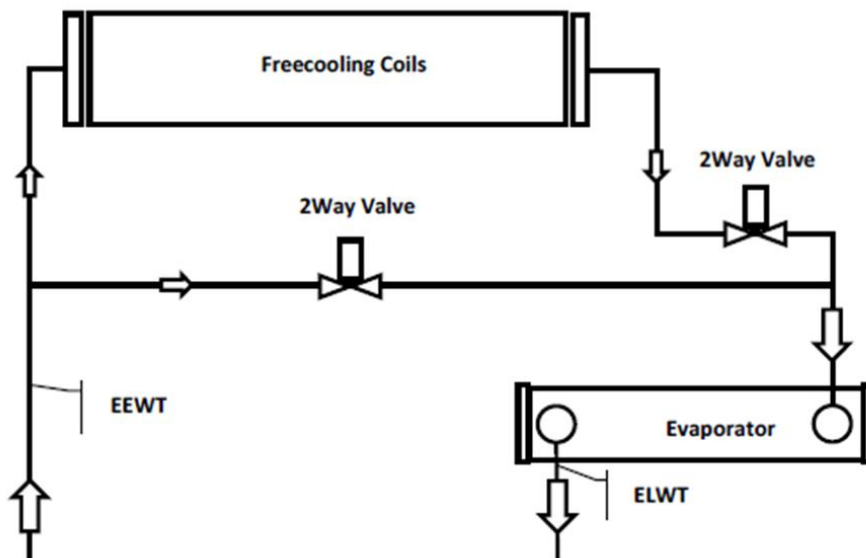 Freecooling Coils
2Way Valve
2Way Valve
EEWT
Evaporator
ELWT